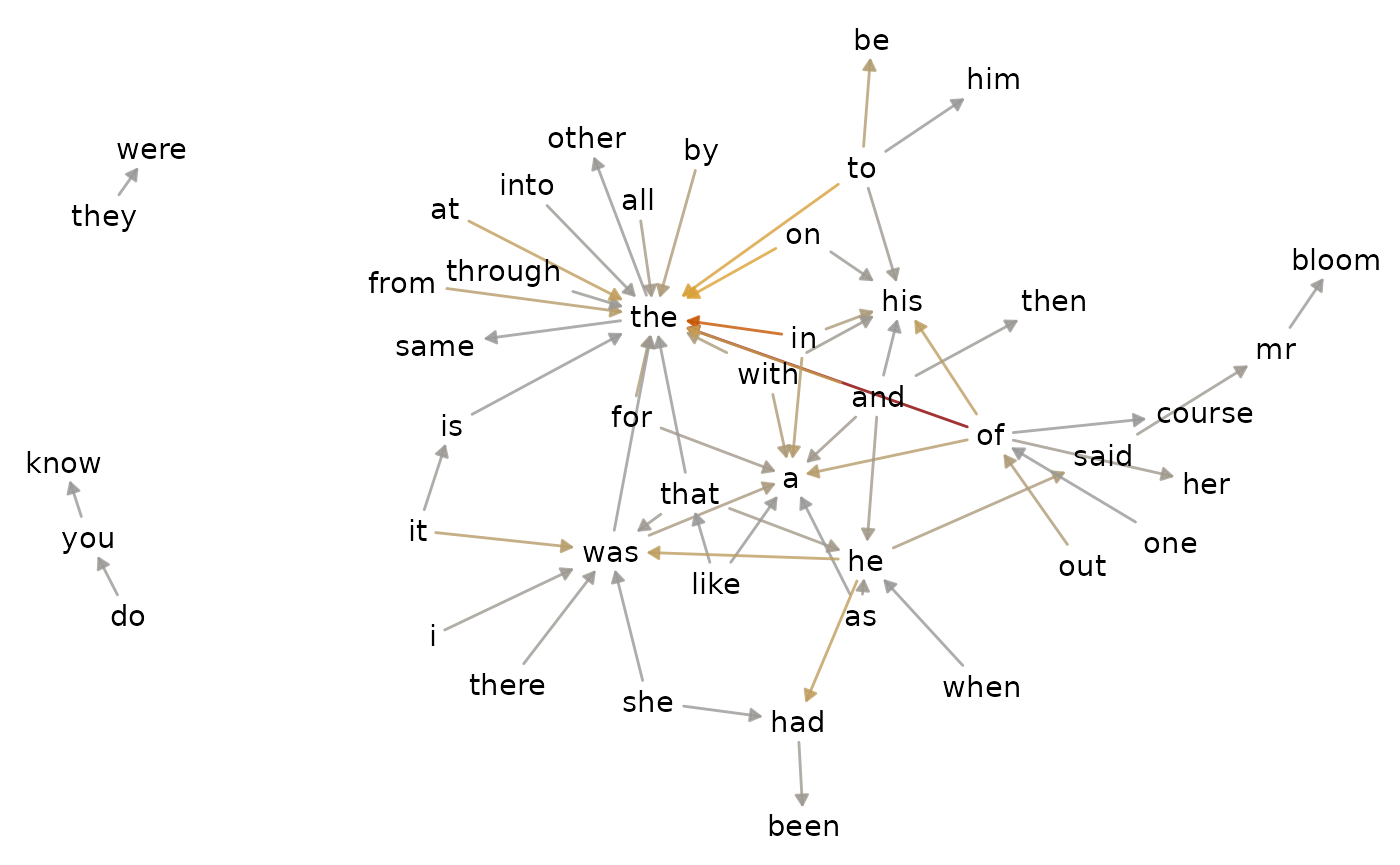 be
him
other
by
were
to
into
all
at
they
on
bloom
through
from
his
then
the
in
same
mr
with
and
course
for
is
of
said
know
a
her
that
it
you
one
was
he
out
like
do
as
i
there
when
she
had
been